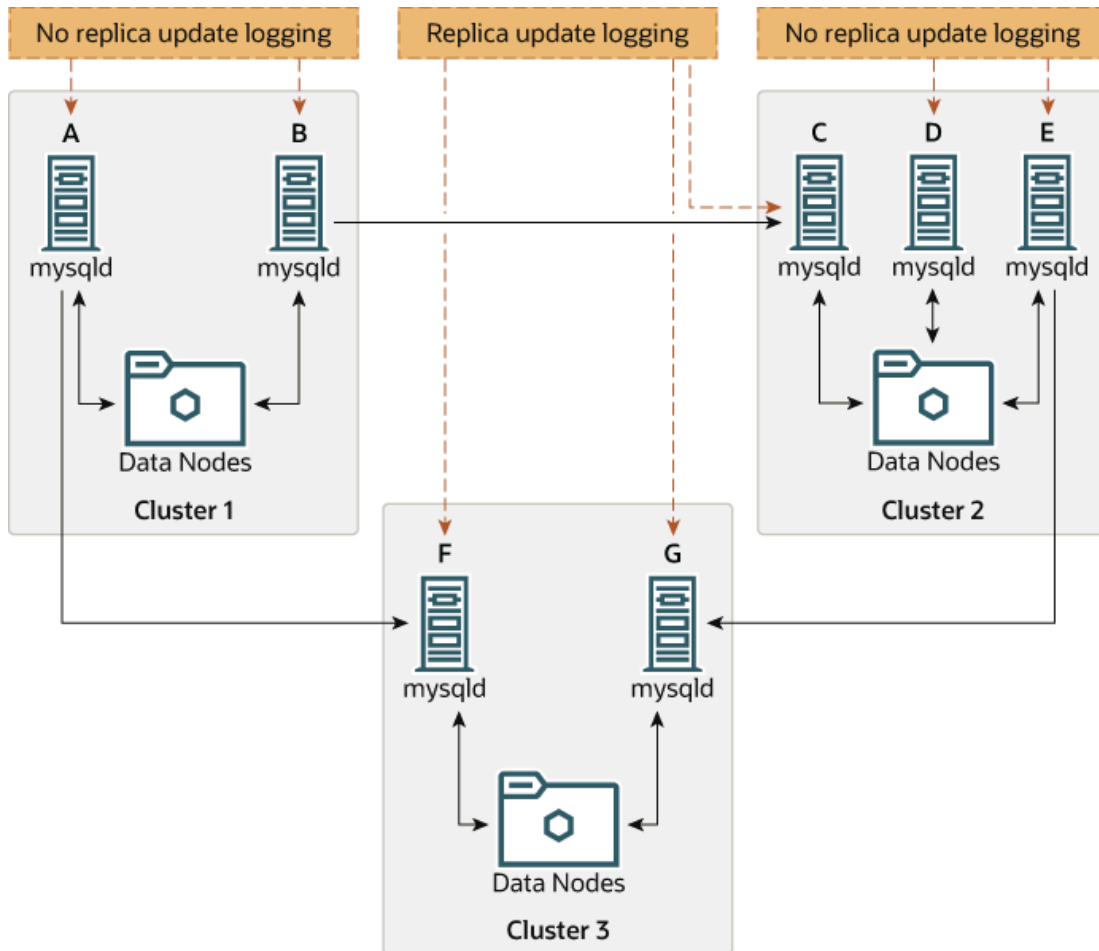 No replica update logging
Replica update logging
No replica update logging
A
B
C
D
E
mysqld
mysqld
mysqld
mysqld
mysqld
Data Nodes
Data Nodes
Cluster 1
Cluster 2
F
G
mysqld
mysqld
Data Nodes
Cluster 3